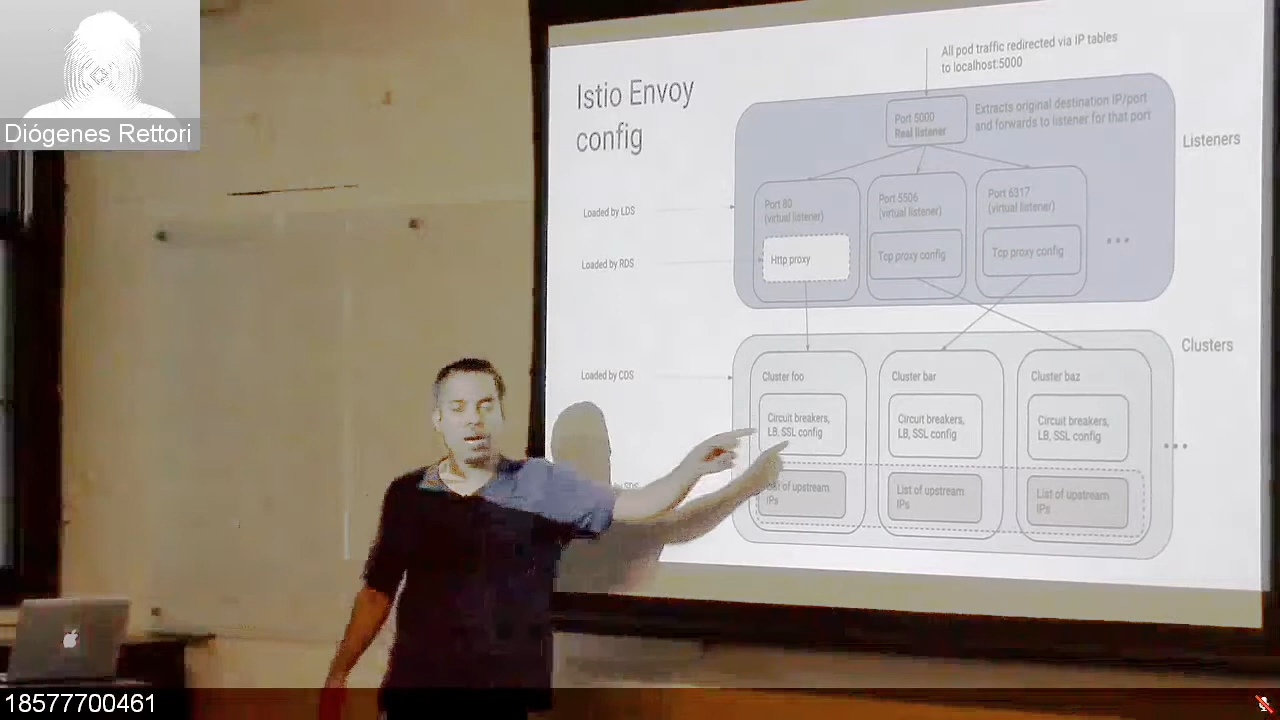 Diógenes Rettori
Istio Envoy
config
All pod traffic redirected via IP tables
to localhost:5000
Port 5000
Real listener
Extracts original destination IP/port
and forwards to listener for that port
Listeners
Loaded by LDS
Port 80
(virtual listener)
Port 5506
(virtual listener)
Port 6317
(virtual listener)
Loaded by RDS
Http proxy
Tcp proxy config
Tcp proxy config
...
Clusters
Loaded by CDS
Cluster foo
Cluster bar
Cluster baz
Circuit breakers,
LB, SSL config
Circuit breakers,
LB, SSL config
Circuit breakers,
LB, SSL config
...
by SDS
of upstream
IPs
List of upstream
IPs
List of upstream
IPs
18577700461